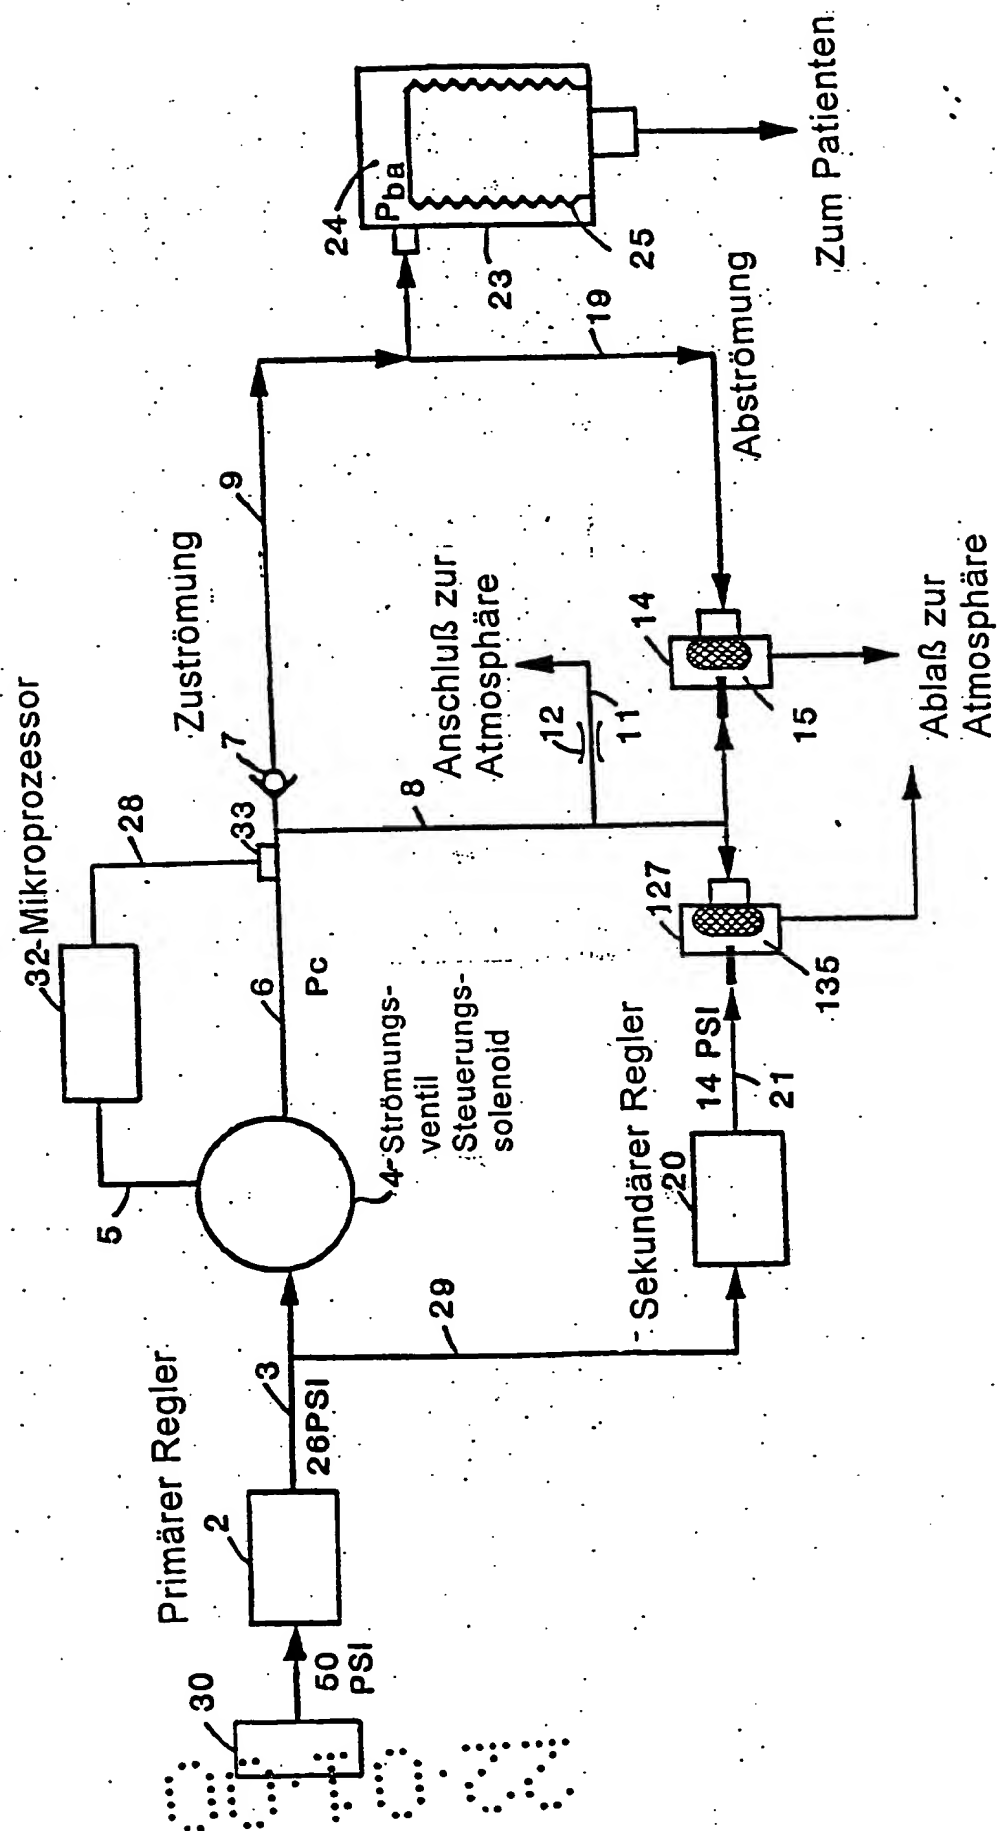 32-Mikroprozessor
28
5
Zuströmung
9
7
33
6
Pc
4-Strömungs-
ventil
Steuerungs-
solenoid
Primärer Regler
2
3
26PSI
30
50
PSI
29
8
Anschluß zur
Atmosphäre
12
11
24
Pba
23
25
19
Zum Patienten
Abströmung
14
15
127
135
Sekundärer Regler
20
14 PSI
21
Ablaß zur
Atmosphäre